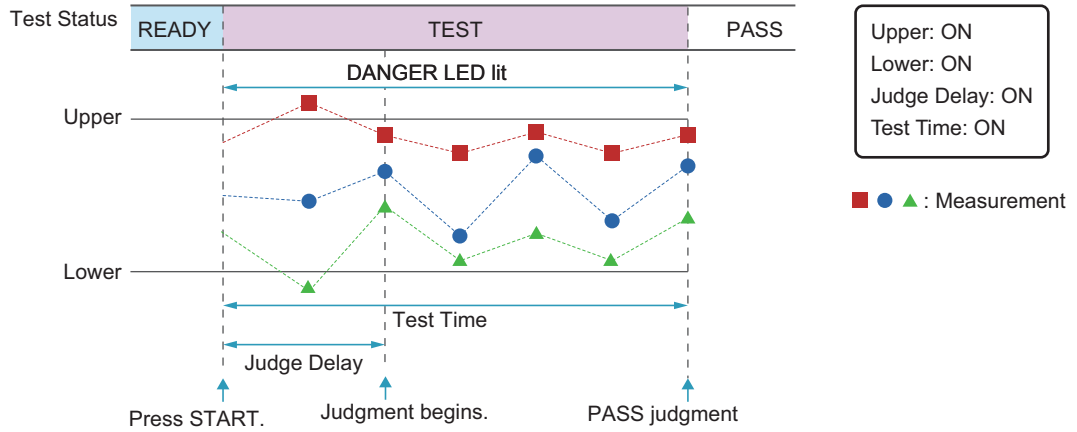 Test Status
READY
TEST
PASS
DANGER LED lit
Upper
Lower
Test Time
Judge Delay
Press START.
Judgment begins.
PASS judgment
Upper: ON
Lower: ON
Judge Delay: ON
Test Time: ON
: Measurement